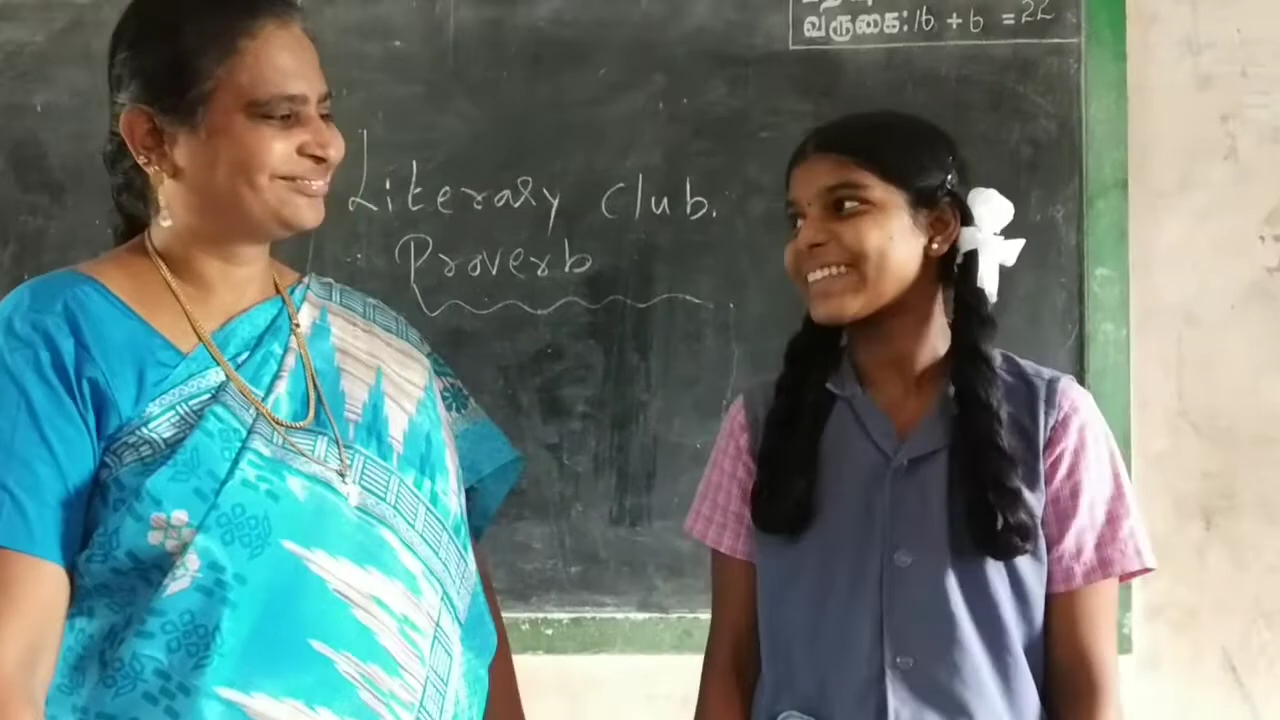 வருகை: 16 + 6 = 22
Literary club.
Proverb